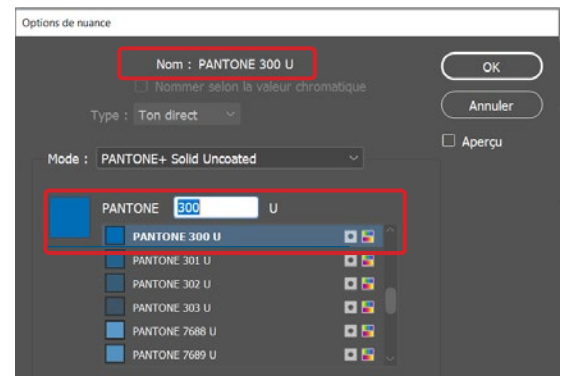 Options de nuance
Nom : PANTONE 300 U
Nommer selon la valeur chromatique
Type : Ton direct
OK
Annuler
Aperçu
Mode : PANTONE+ Solid Uncoated
PANTONE 300 U
PANTONE 300 U
PANTONE 301 U
PANTONE 302 U
PANTONE 303 U
PANTONE 7688 U
PANTONE 7689 U